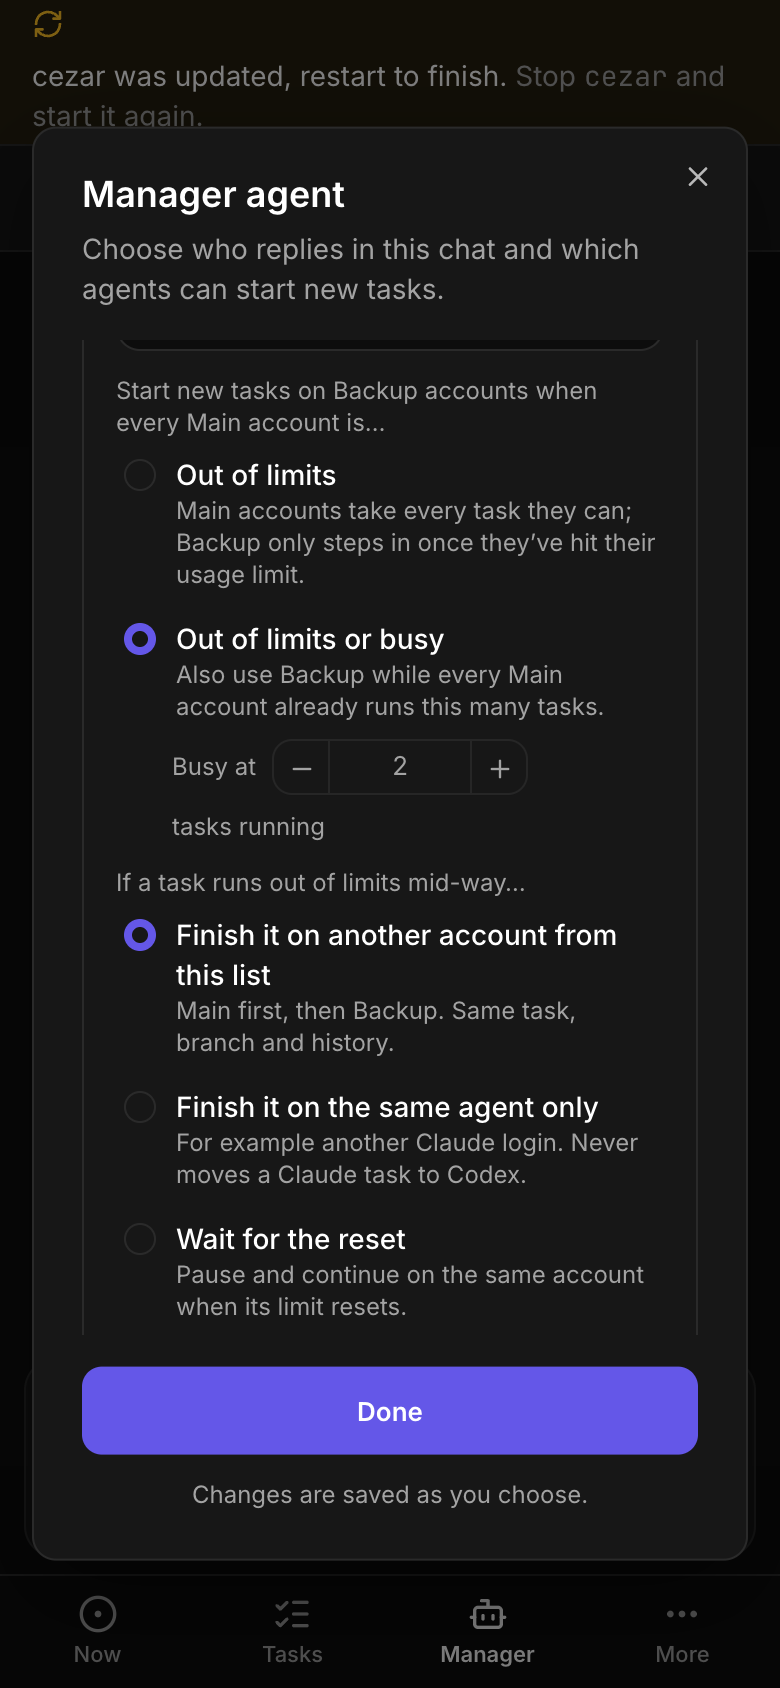 cezar was updated, restart to finish. Stop cezar and
start it again.
Manager agent
Choose who replies in this chat and which
agents can start new tasks.
Start new tasks on Backup accounts when
every Main account is...
Out of limits
Main accounts take every task they can;
Backup only steps in once they’ve hit their
usage limit.
Out of limits or busy
Also use Backup while every Main
account already runs this many tasks.
Busy at − 2 +
tasks running
If a task runs out of limits mid-way...
Finish it on another account from
this list
Main first, then Backup. Same task,
branch and history.
Finish it on the same agent only
For example another Claude login. Never
moves a Claude task to Codex.
Wait for the reset
Pause and continue on the same account
when its limit resets.
Done
Changes are saved as you choose.
Now Tasks Manager More